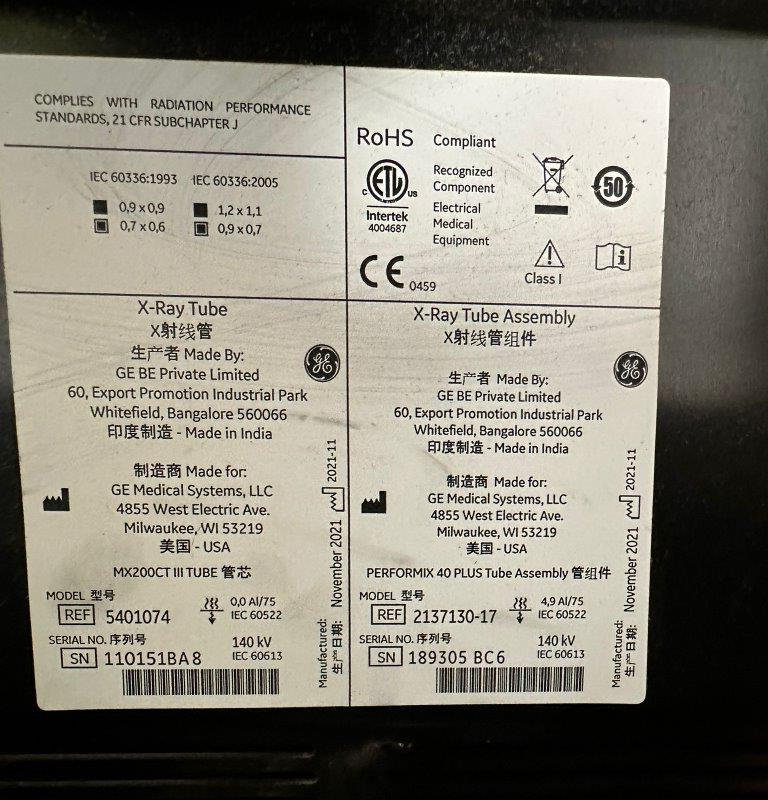 COMPLIES WITH RADIATION PERFORMANCE
STANDARDS, 21 CFR SUBCHAPTER J
IEC 60336:1993 IEC 60336:2005
0,9 x 0,9 1,2 x 1,1
0,7 x 0,6 0,9 x 0,7
RoHS Compliant
C ETL US
Intertek
4004687
Recognized
Component
Electrical
Medical
Equipment
50
CE 0459
Class I
X-Ray Tube
X射线管
生产者 Made By:
GE BE Private Limited
60, Export Promotion Industrial Park
Whitefield, Bangalore 560066
印度制造 - Made in India
GE
制造商 Made for:
GE Medical Systems, LLC
4855 West Electric Ave.
Milwaukee, WI 53219
美国 - USA
MX200CT III TUBE 管芯
MODEL 型号
REF 5401074
0,0 Al/75
IEC 60522
SERIAL NO. 序列号
SN 110151BA8
140 kV
IEC 60613
Manufactured: November 2021 2021-11
生产日期:
X-Ray Tube Assembly
X射线管组件
生产者 Made By:
GE BE Private Limited
60, Export Promotion Industrial Park
Whitefield, Bangalore 560066
印度制造 - Made in India
GE
制造商 Made for:
GE Medical Systems, LLC
4855 West Electric Ave.
Milwaukee, WI 53219
美国 - USA
PERFORMIX 40 PLUS Tube Assembly 管组件
MODEL 型号
REF 2137130-17
4,9 Al/75
IEC 60522
SERIAL NO. 序列号
SN 189305 BC6
140 kV
IEC 60613
Manufactured: November 2021 2021-11
生产日期: